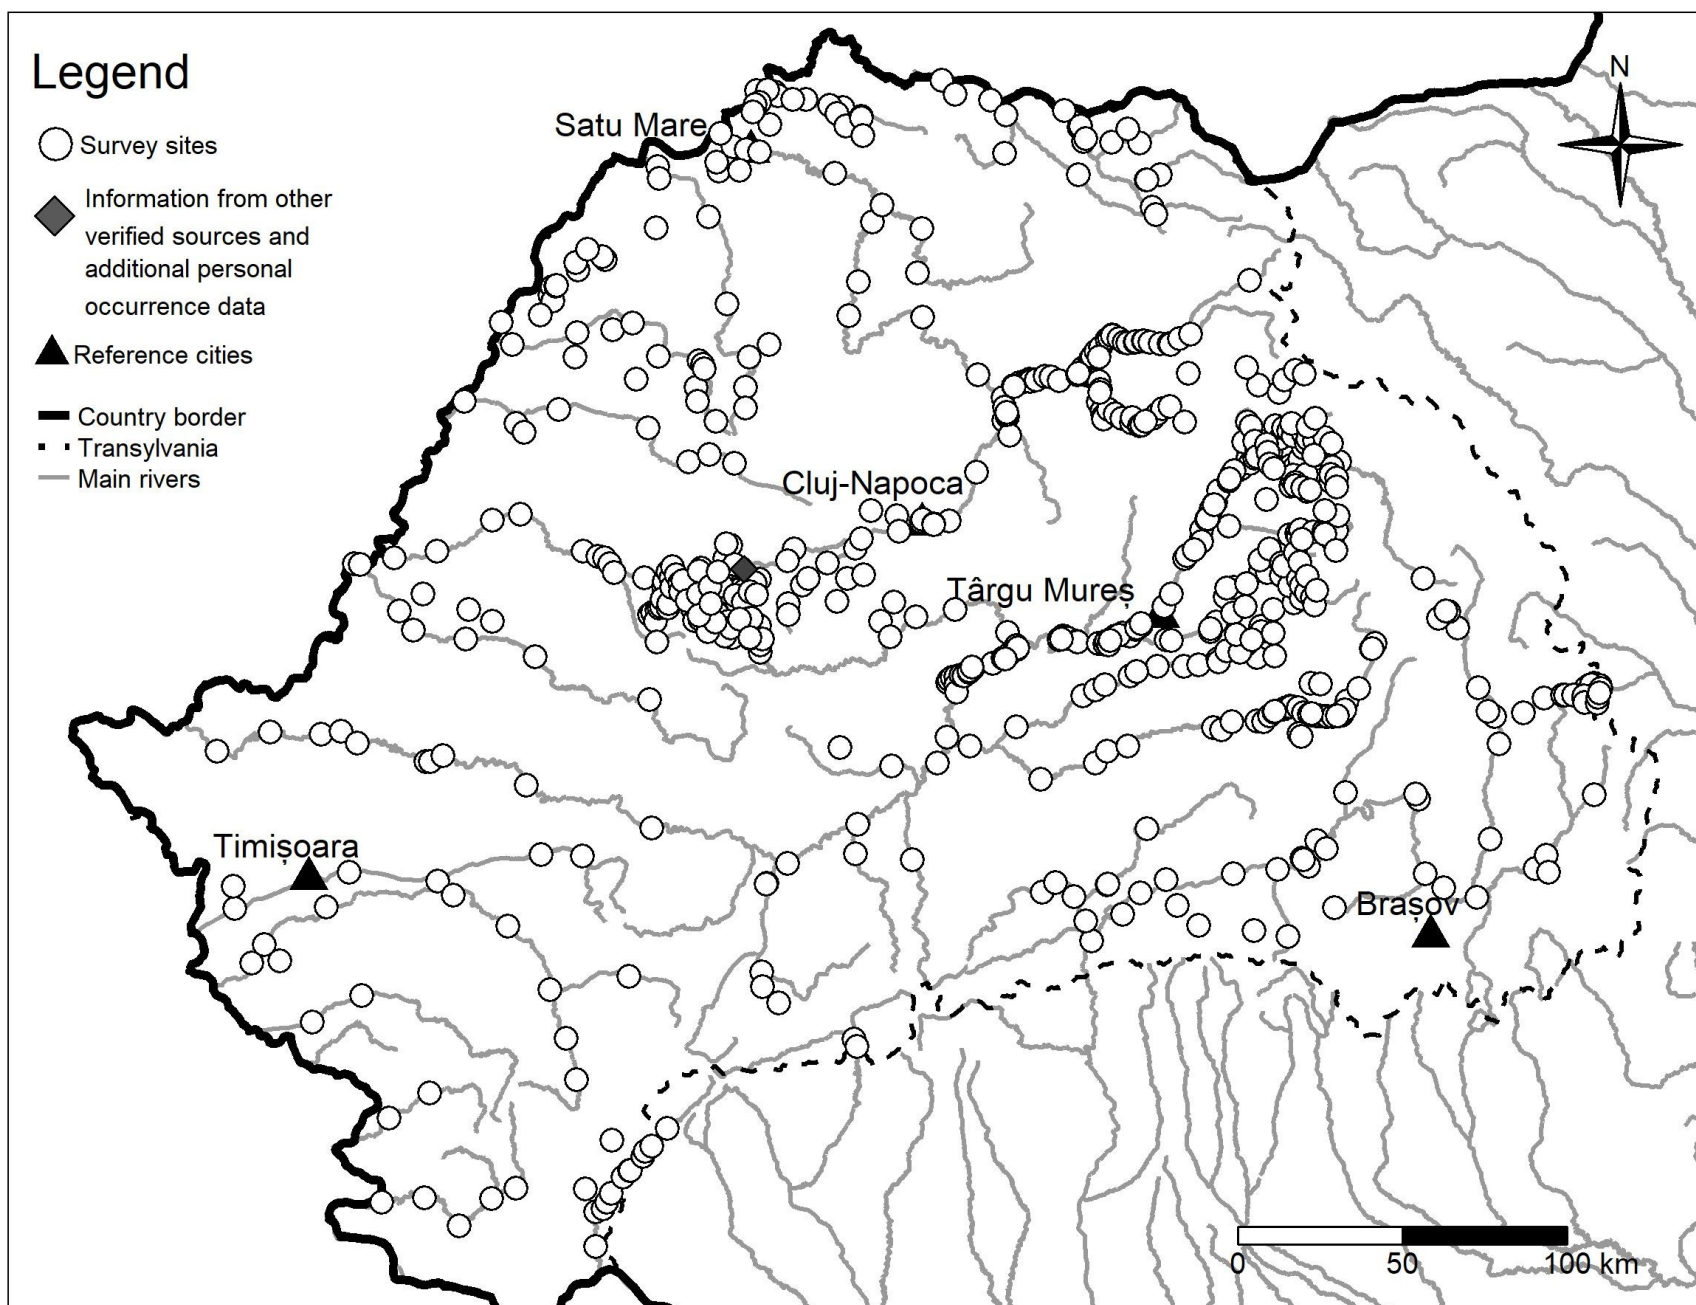 Legend
Survey sites
Information from other
verified sources and
additional personal
occurrence data
Reference cities
Country border
Transylvania
Main rivers
N
Satu Mare
Cluj-Napoca
Târgu Mureș
Timișoara
Brașov
0 50 100 km